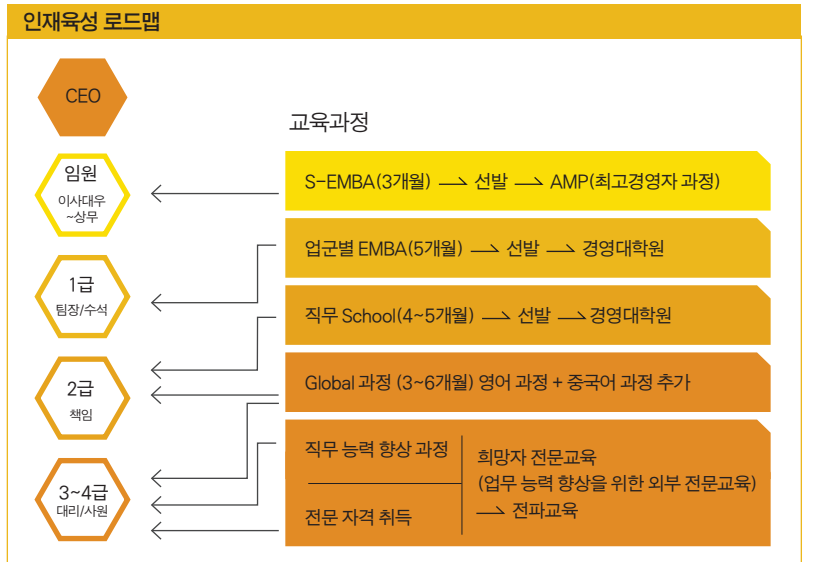 인재육성 로드맵
CEO
교육과정
임원
이사대우
~상무
S-EMBA(3개월) → 선발 → AMP(최고경영자 과정)
1급
팀장/수석
업군별 EMBA(5개월) → 선발 → 경영대학원
직무 School(4~5개월) → 선발 → 경영대학원
2급
책임
Global 과정 (3~6개월) 영어 과정 + 중국어 과정 추가
3~4급
대리/사원
직무 능력 향상 과정
전문 자격 취득
희망자 전문교육
(업무 능력 향상을 위한 외부 전문교육)
→ 전파교육